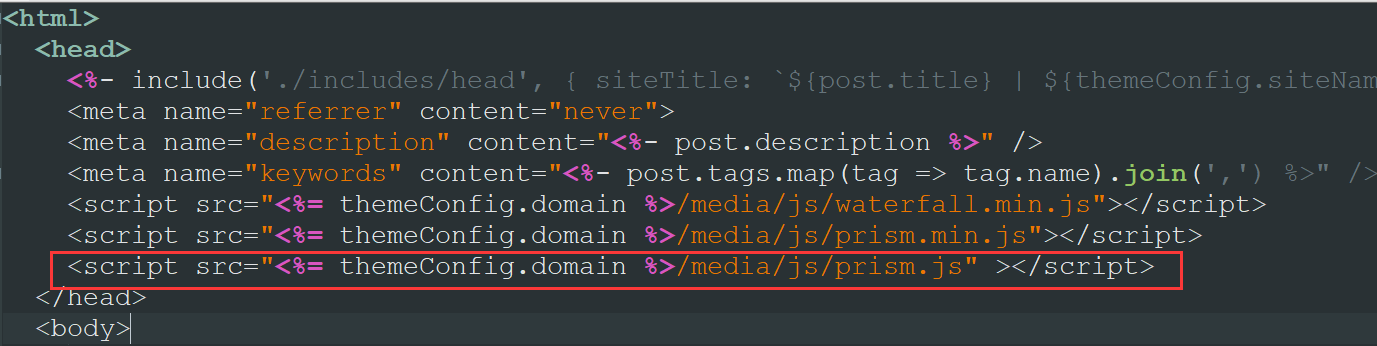 <html>
<head>
<%- include('./includes/head', { siteTitle: `${post.title} | ${themeConfig.siteNam
<meta name="referrer" content="never">
<meta name="description" content="<%- post.description %>" />
<meta name="keywords" content="<%- post.tags.map(tag => tag.name).join(',') %>" />
<script src="<%= themeConfig.domain %>/media/js/waterfall.min.js"></script>
<script src="<%= themeConfig.domain %>/media/js/prism.min.js"></script>
<script src="<%= themeConfig.domain %>/media/js/prism.js" ></script>
</head>
<body>